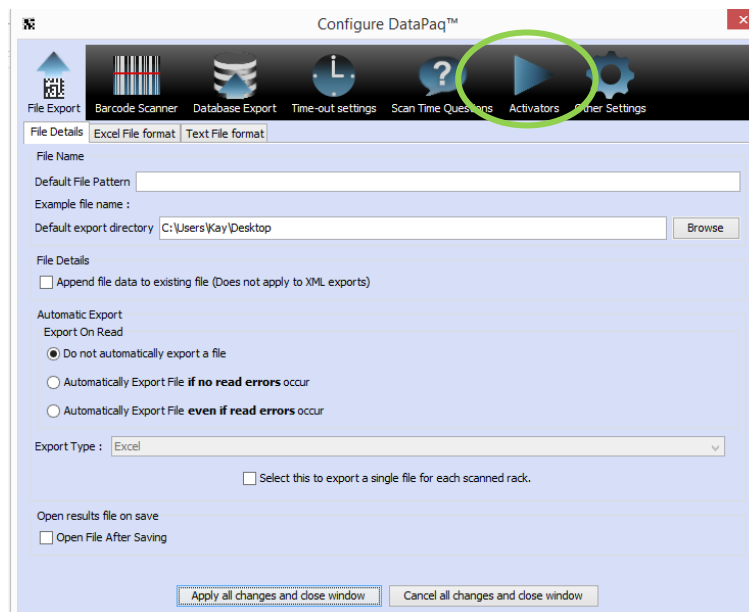 Configure DataPaq™
File Export Barcode Scanner Database Export Time-out settings Scan Time Questions Activators Other Settings
File Details Excel File format Text File format
File Name
Default File Pattern
Example file name :
Default export directory C:\Users\Kay\Desktop Browse
File Details
Append file data to existing file (Does not apply to XML exports)
Automatic Export
Export On Read
Do not automatically export a file
Automatically Export File if no read errors occur
Automatically Export File even if read errors occur
Export Type : Excel
Select this to export a single file for each scanned rack.
Open results file on save
Open File After Saving
Apply all changes and close window Cancel all changes and close window